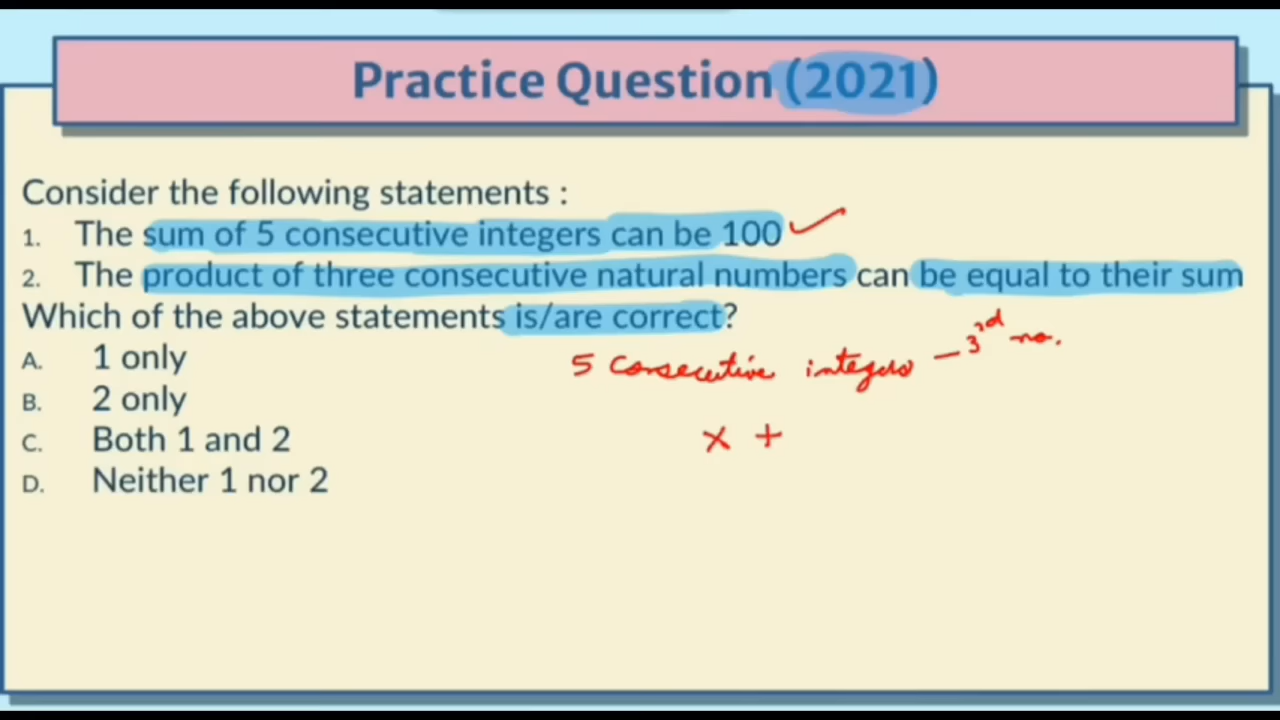 Practice Question (2021)
Consider the following statements :
1. The sum of 5 consecutive integers can be 100
2. The product of three consecutive natural numbers can be equal to their sum
Which of the above statements is/are correct?
A. 1 only
B. 2 only
C. Both 1 and 2
D. Neither 1 nor 2
5 Consecutive integers – 3rd no.
x +